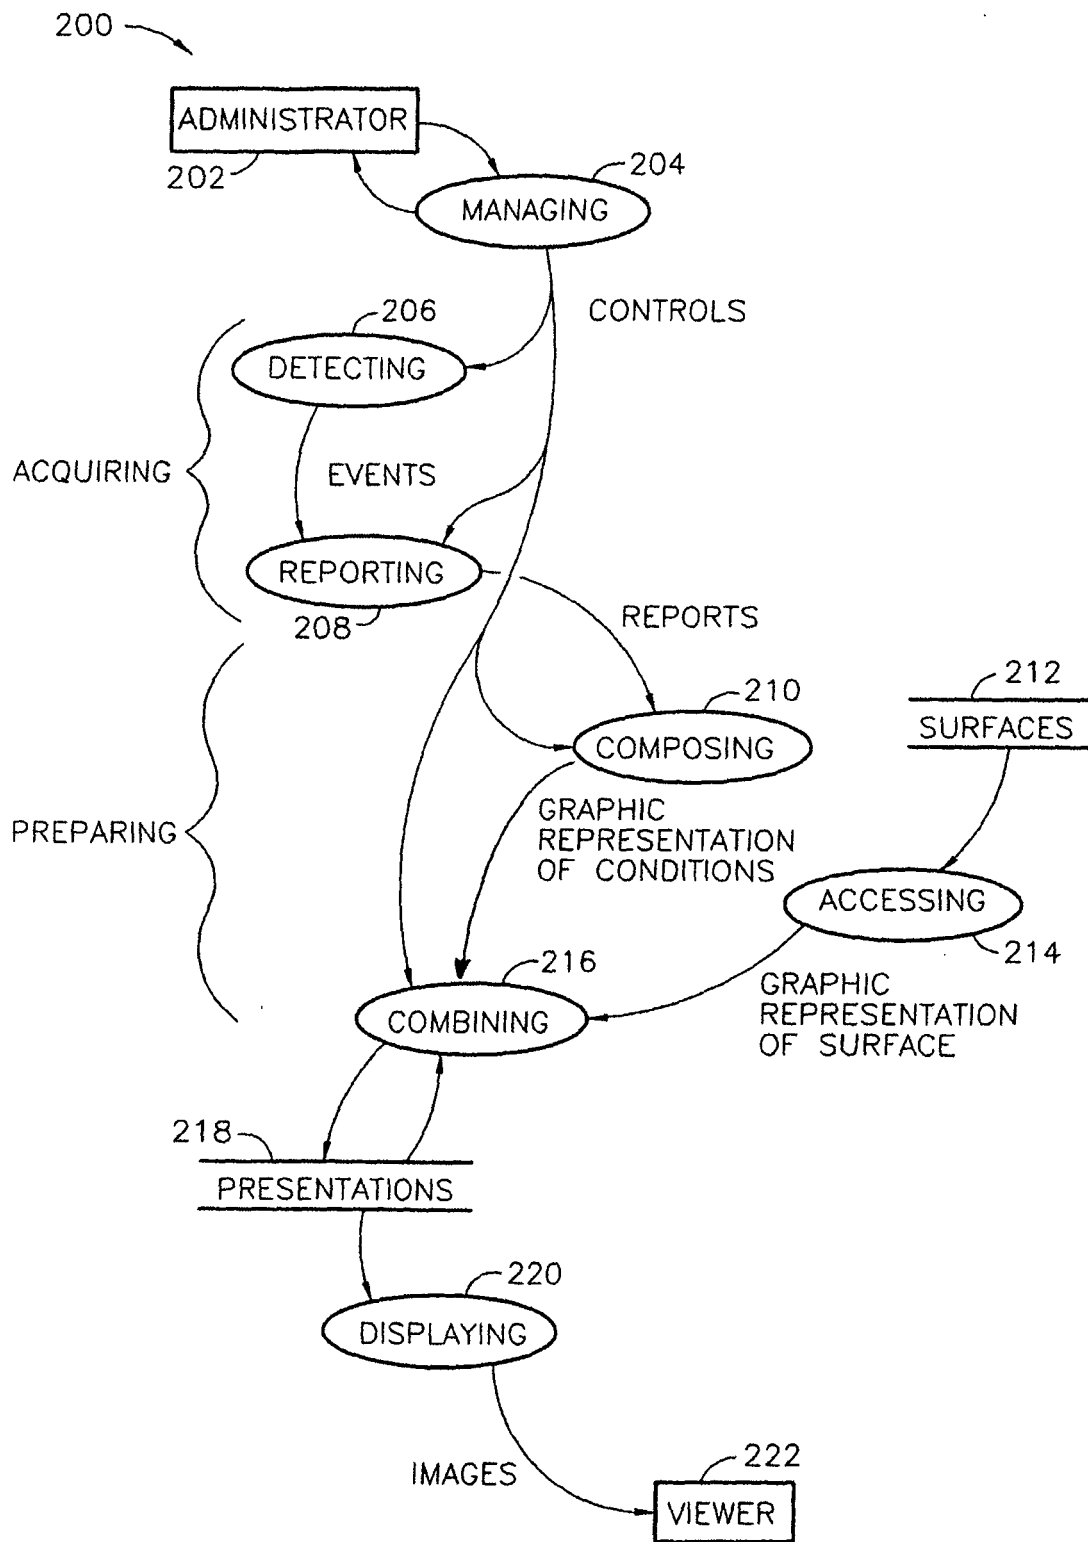 200
ADMINISTRATOR
202
204
MANAGING
CONTROLS
206
DETECTING
ACQUIRING
EVENTS
REPORTING
208
REPORTS
210
COMPOSING
212
SURFACES
PREPARING
GRAPHIC
REPRESENTATION
OF CONDITIONS
ACCESSING
214
216
COMBINING
GRAPHIC
REPRESENTATION
OF SURFACE
218
PRESENTATIONS
220
DISPLAYING
IMAGES
222
VIEWER